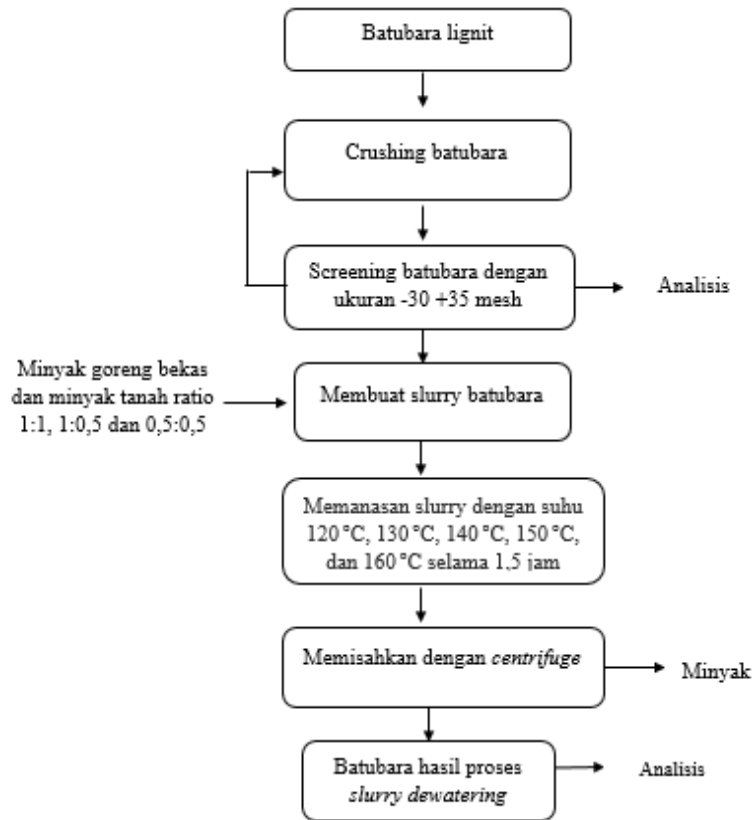 Batubara lignit
Crushing batubara
Screening batubara dengan
ukuran -30 +35 mesh
Analisis
Minyak goreng bekas
dan minyak tanah ratio
1:1, 1:0,5 dan 0,5:0,5
Membuat slurry batubara
Memanasan slurry dengan suhu
120 °C, 130 °C, 140 °C, 150 °C,
dan 160 °C selama 1,5 jam
Memisahkan dengan centrifuge
Minyak
Batubara hasil proses
slurry dewatering
Analisis